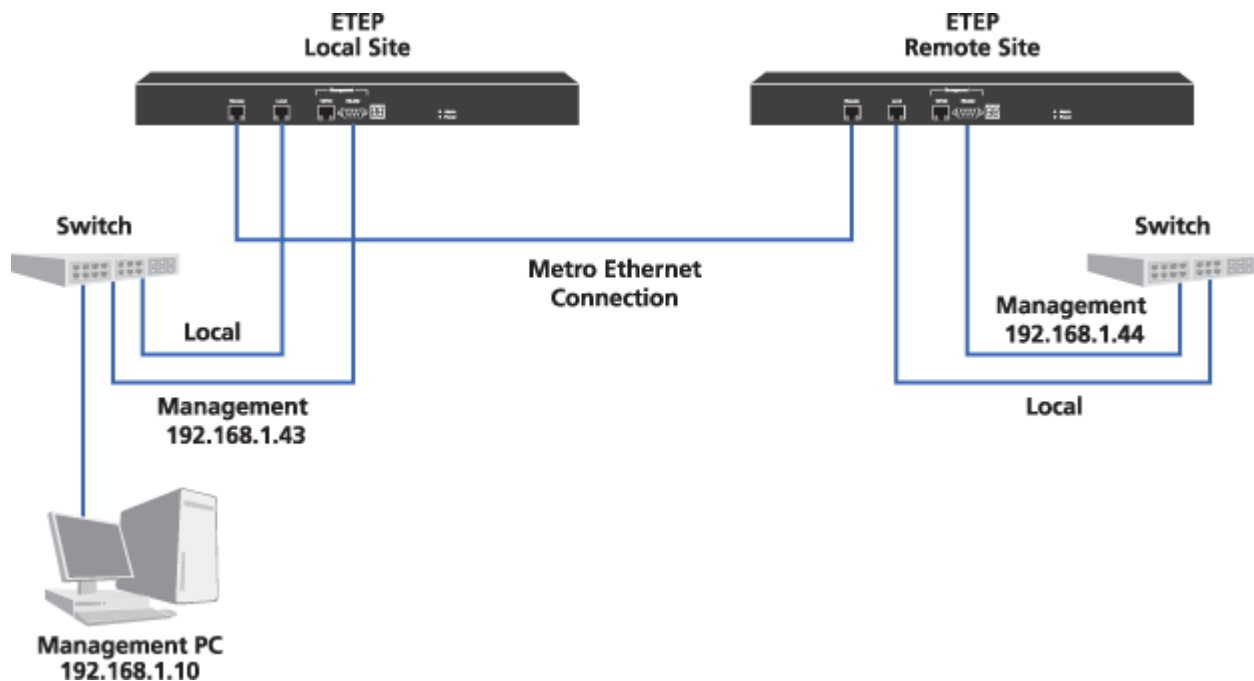 ETEP
Local Site
ETEP
Remote Site
Switch
Switch
Metro Ethernet
Connection
Local
Management
192.168.1.43
Management
192.168.1.44
Local
Management PC
192.168.1.10